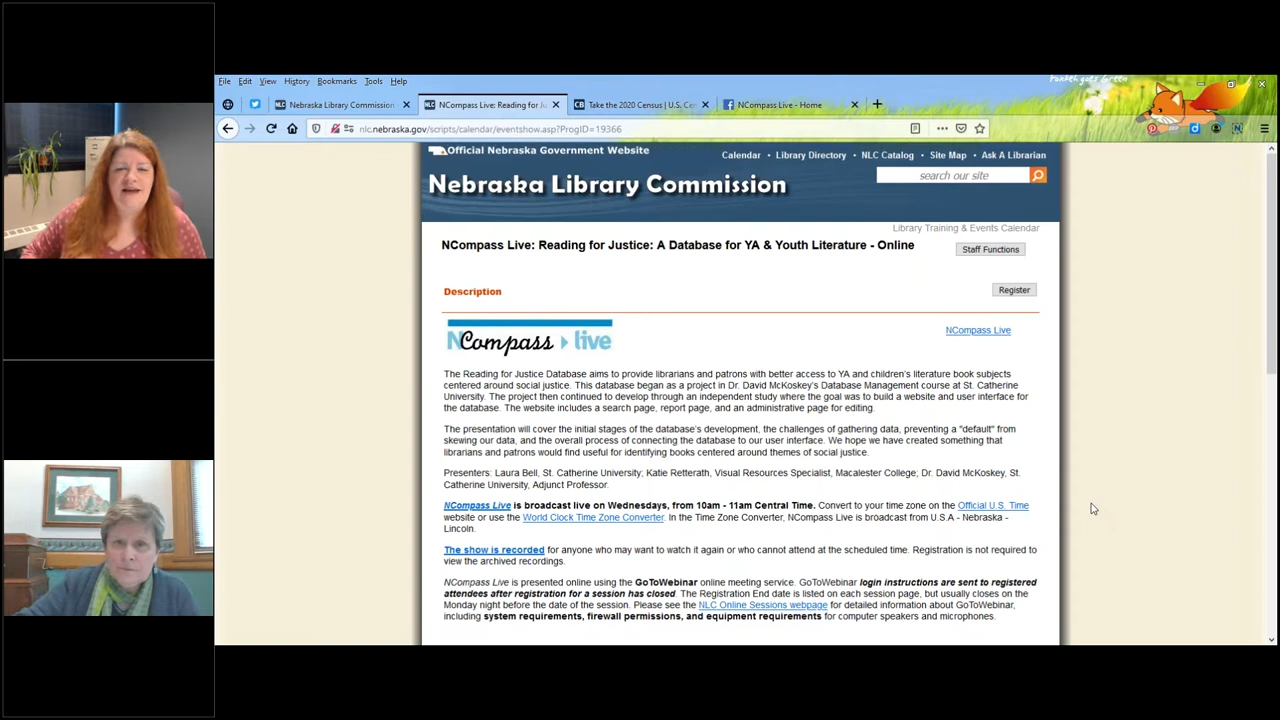 File Edit View History Bookmarks Tools Help
Nebraska Library Commission
NCompass Live: Reading for Ju
Take the 2020 Census | U.S. Cen
NCompass Live - Home
nlc.nebraska.gov/scripts/calendar/eventshow.asp?ProgID=19366
Official Nebraska Government Website
Calendar • Library Directory • NLC Catalog • Site Map • Ask A Librarian
Nebraska Library Commission
search our site
Library Training & Events Calendar
NCompass Live: Reading for Justice: A Database for YA & Youth Literature - Online
Staff Functions
Description
Register
NCompass live
NCompass Live
The Reading for Justice Database aims to provide librarians and patrons with better access to YA and children's literature book subjects
centered around social justice. This database began as a project in Dr. David McKoskey's Database Management course at St. Catherine
University. The project then continued to develop through an independent study where the goal was to build a website and user interface for
the database. The website includes a search page, report page, and an administrative page for editing.
The presentation will cover the initial stages of the database's development, the challenges of gathering data, preventing a "default" from
skewing our data, and the overall process of connecting the database to our user interface. We hope we have created something that
librarians and patrons would find useful for identifying books centered around themes of social justice.
Presenters: Laura Bell, St. Catherine University; Katie Retterath, Visual Resources Specialist, Macalester College; Dr. David McKoskey, St.
Catherine University, Adjunct Professor.
NCompass Live is broadcast live on Wednesdays, from 10am - 11am Central Time. Convert to your time zone on the Official U.S. Time
website or use the World Clock Time Zone Converter. In the Time Zone Converter, NCompass Live is broadcast from U.S.A - Nebraska -
Lincoln.
The show is recorded for anyone who may want to watch it again or who cannot attend at the scheduled time. Registration is not required to
view the archived recordings.
NCompass Live is presented online using the GoToWebinar online meeting service. GoToWebinar login instructions are sent to registered
attendees after registration for a session has closed. The Registration End date is listed on each session page, but usually closes on the
Monday night before the date of the session. Please see the NLC Online Sessions webpage for detailed information about GoToWebinar,
including system requirements, firewall permissions, and equipment requirements for computer speakers and microphones.